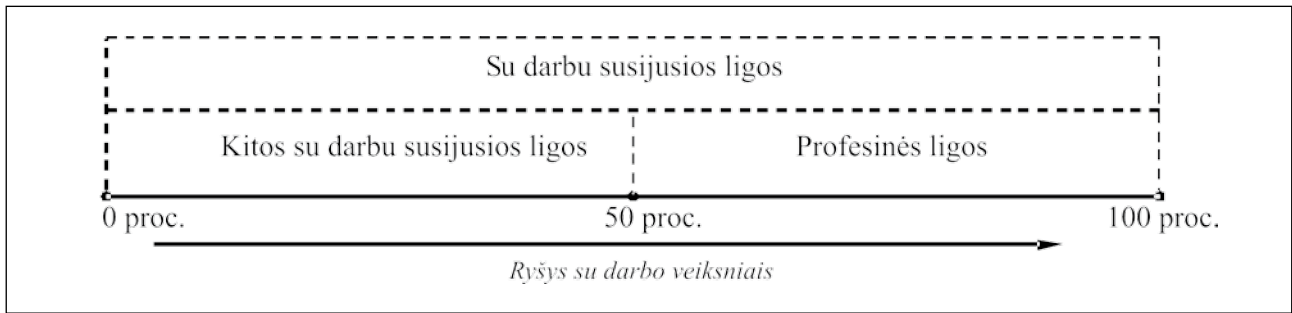 Su darbu susijusios ligos
Kitos su darbu susijusios ligos
Profesinės ligos
0 proc.
50 proc.
100 proc.
Ryšys su darbo veiksniais